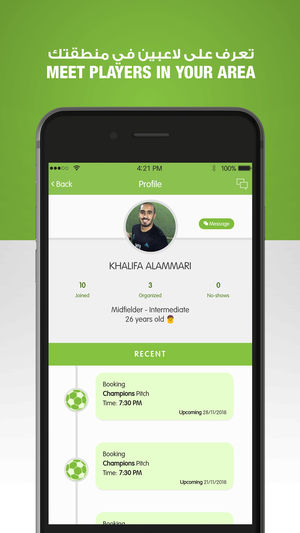 تعرف على لاعبين في منطقتك
MEET PLAYERS IN YOUR AREA
4:21 PM 100%
Back Profile
Message
KHALIFA ALAMMARI
10 3 0
Joined Organized No-shows
Midfielder - Intermediate
26 years old
RECENT
Booking
Champions Pitch
Time: 7:30 PM
Upcoming 28/11/2018
Booking
Champions Pitch
Time: 7:30 PM
Upcoming 21/11/2018
Booking
Champions Pitch